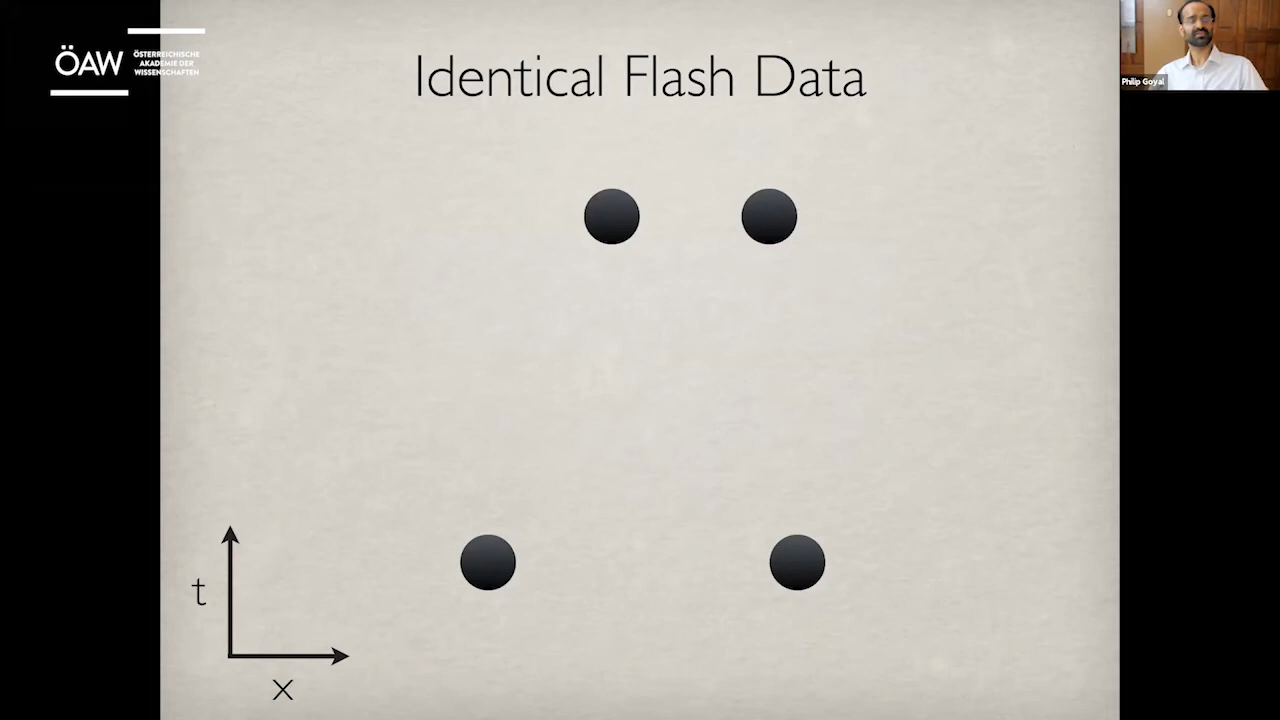 ÖAW
ÖSTERREICHISCHE
AKADEMIE DER
WISSENSCHAFTEN
Identical Flash Data
Philip Goyal
t
x